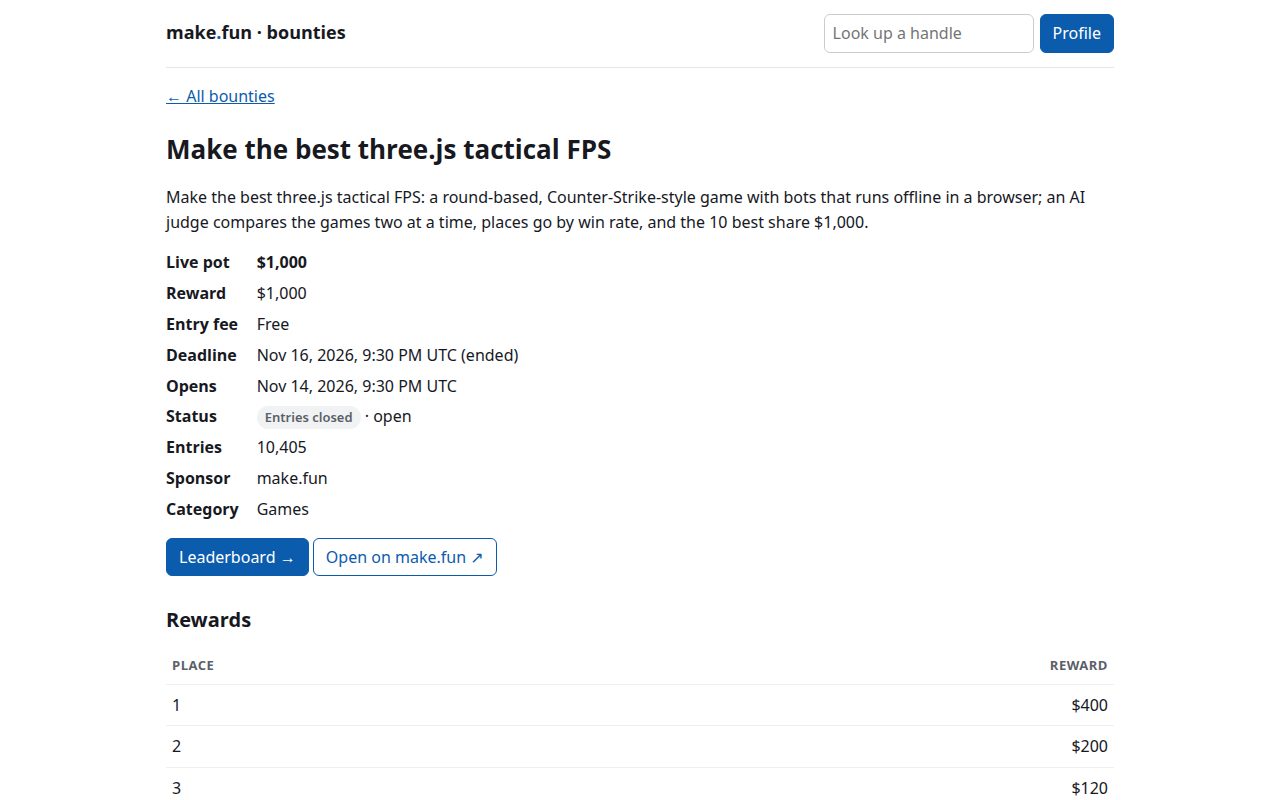 make.fun · bounties
Look up a handle
Profile
← All bounties
Make the best three.js tactical FPS
Make the best three.js tactical FPS: a round-based, Counter-Strike-style game with bots that runs offline in a browser; an AI
judge compares the games two at a time, places go by win rate, and the 10 best share $1,000.
Live pot $1,000
Reward $1,000
Entry fee Free
Deadline Nov 16, 2026, 9:30 PM UTC (ended)
Opens Nov 14, 2026, 9:30 PM UTC
Status Entries closed · open
Entries 10,405
Sponsor make.fun
Category Games
Leaderboard → Open on make.fun ↗
Rewards
PLACE REWARD
1 $400
2 $200
3 $120